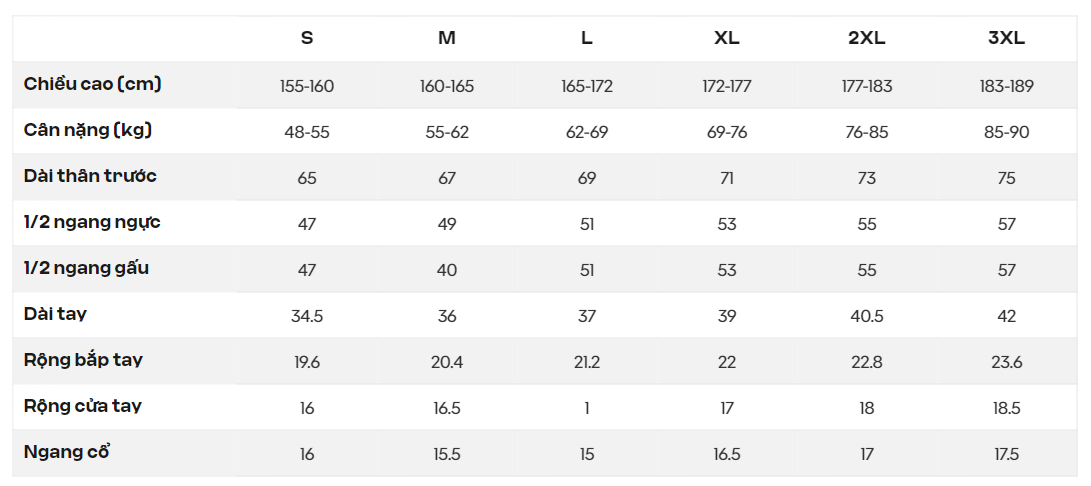 S M L XL 2XL 3XL
Chiều cao (cm) 155-160 160-165 165-172 172-177 177-183 183-189
Cân nặng (kg) 48-55 55-62 62-69 69-76 76-85 85-90
Dài thân trước 65 67 69 71 73 75
1/2 ngang ngực 47 49 51 53 55 57
1/2 ngang gấu 47 40 51 53 55 57
Dài tay 34.5 36 37 39 40.5 42
Rộng bắp tay 19.6 20.4 21.2 22 22.8 23.6
Rộng cửa tay 16 16.5 1 17 18 18.5
Ngang cổ 16 15.5 15 16.5 17 17.5